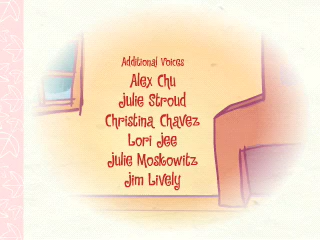 Additional Voices
Alex Chu
Julie Stroud
Christina Chavez
Lori Jee
Julie Moskowitz
Jim Lively